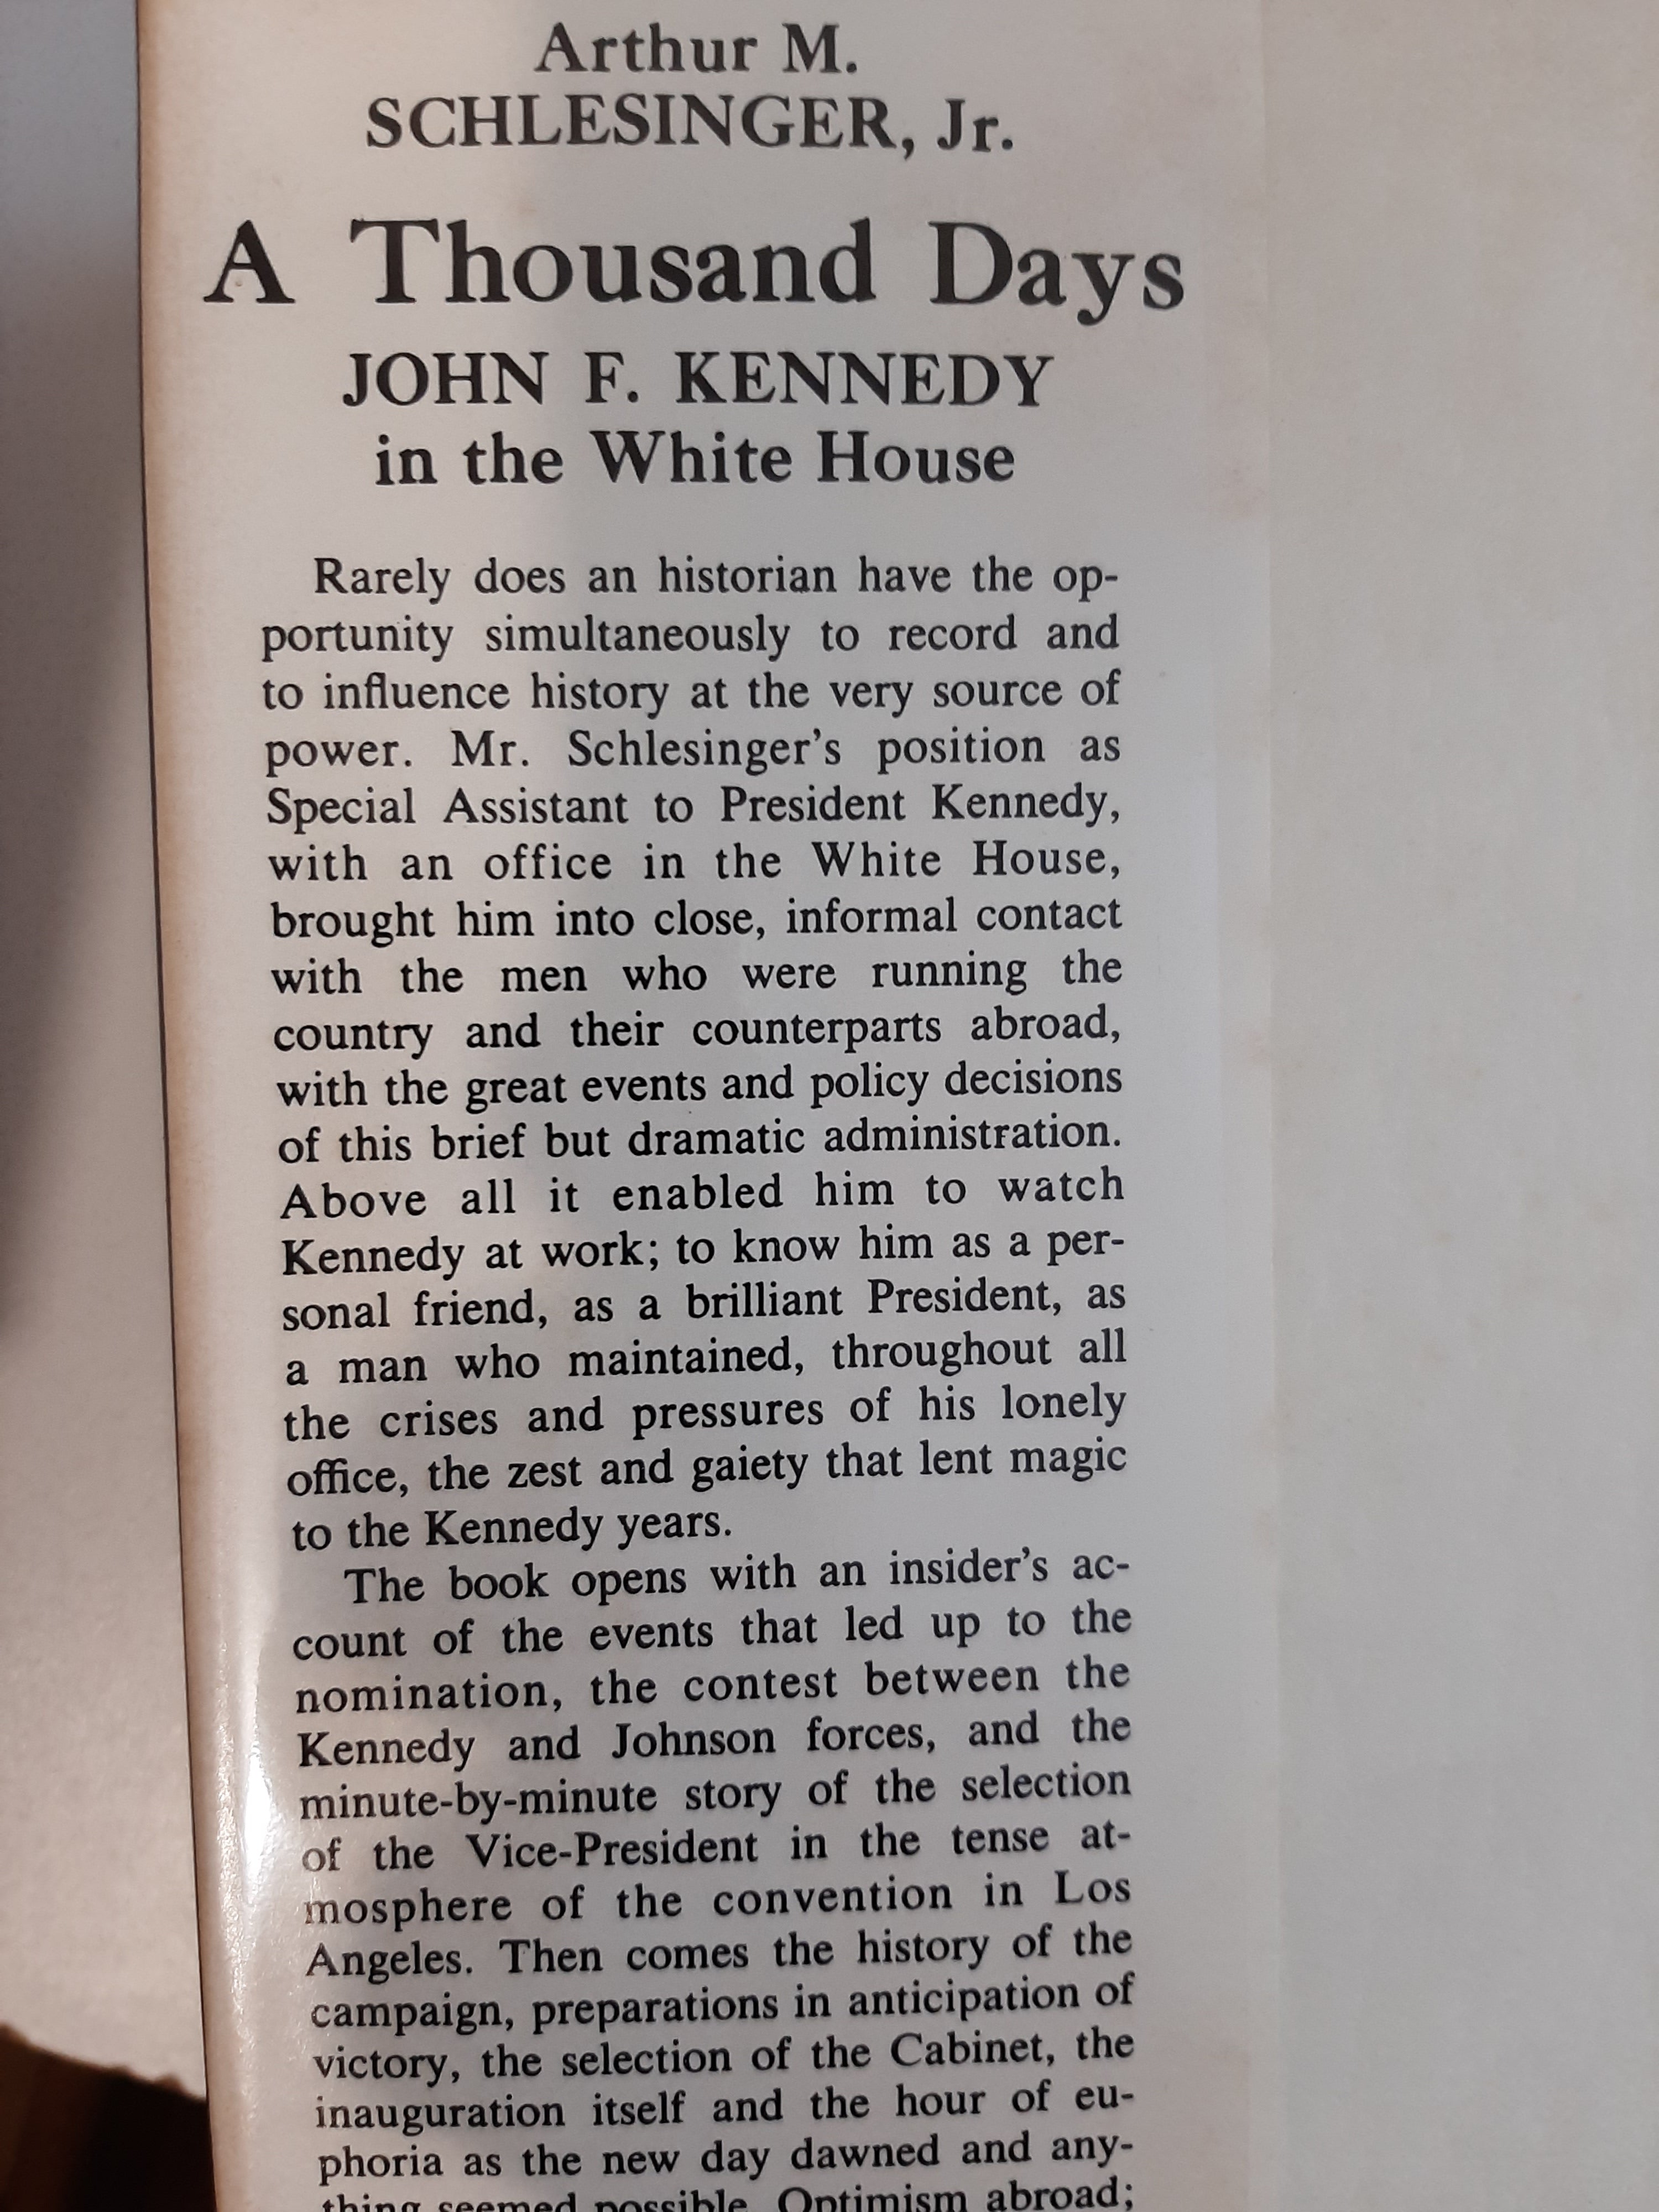 Arthur M.
SCHLESINGER, Jr.
A Thousand Days
JOHN F. KENNEDY
in the White House
Rarely does an historian have the op-
portunity simultaneously to record and
to influence history at the very source of
power. Mr. Schlesinger's position as
Special Assistant to President Kennedy,
with an office in the White House,
brought him into close, informal contact
with the men who were running the
country and their counterparts abroad,
with the great events and policy decisions
of this brief but dramatic administration.
Above all it enabled him to watch
Kennedy at work; to know him as a per-
sonal friend, as a brilliant President, as
a man who maintained, throughout all
the crises and pressures of his lonely
office, the zest and gaiety that lent magic
to the Kennedy years.
The book opens with an insider's ac-
count of the events that led up to the
nomination, the contest between the
Kennedy and Johnson forces, and the
minute-by-minute story of the selection
of the Vice-President in the tense at-
mosphere of the convention in Los
Angeles. Then comes the history of the
campaign, preparations in anticipation of
victory, the selection of the Cabinet, the
inauguration itself and the hour of eu-
phoria as the new day dawned and any-
thing seemed possible. Optimism abroad;